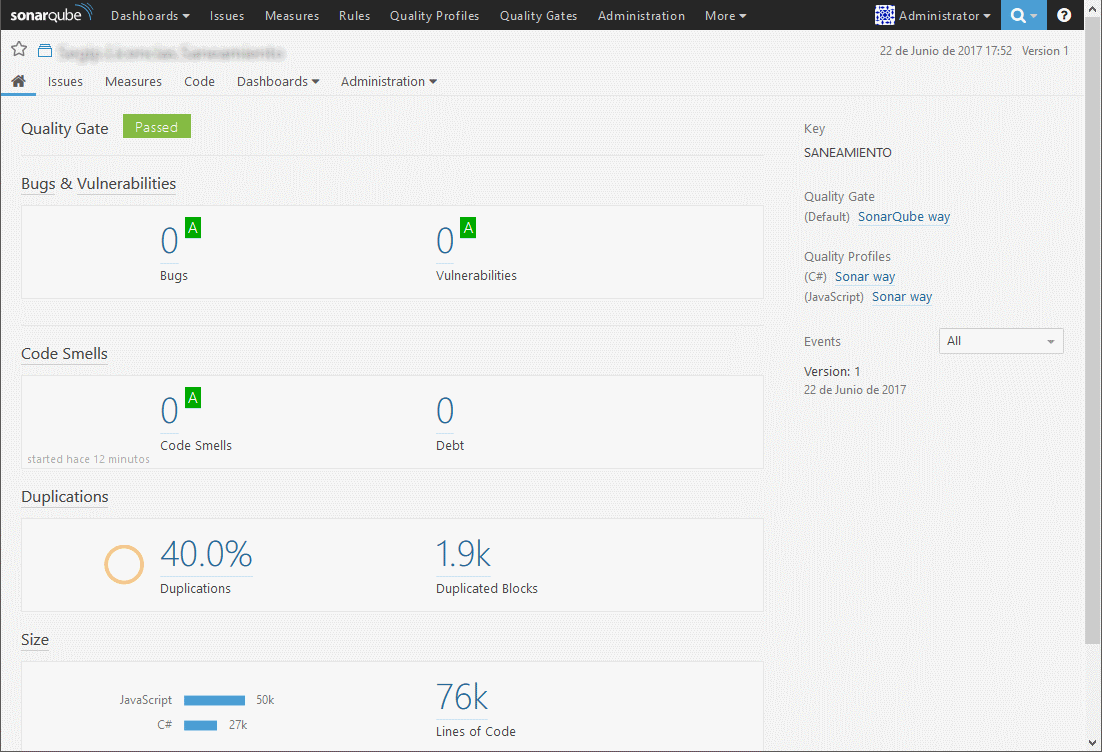 sonarqube Dashboards Issues Measures Rules Quality Profiles Quality Gates Administration More Administrator ?
22 de Junio de 2017 17:52 Version 1
Issues Measures Code Dashboards Administration
Quality Gate Passed
Bugs & Vulnerabilities
0 A
Bugs
0 A
Vulnerabilities
Code Smells
0 A
Code Smells
0
Debt
started hace 12 minutos
Duplications
40.0%
Duplications
1.9k
Duplicated Blocks
Size
JavaScript 50k
C# 27k
76k
Lines of Code
Key
SANEAMIENTO
Quality Gate
(Default) SonarQube way
Quality Profiles
(C#) Sonar way
(JavaScript) Sonar way
Events All
Version: 1
22 de Junio de 2017